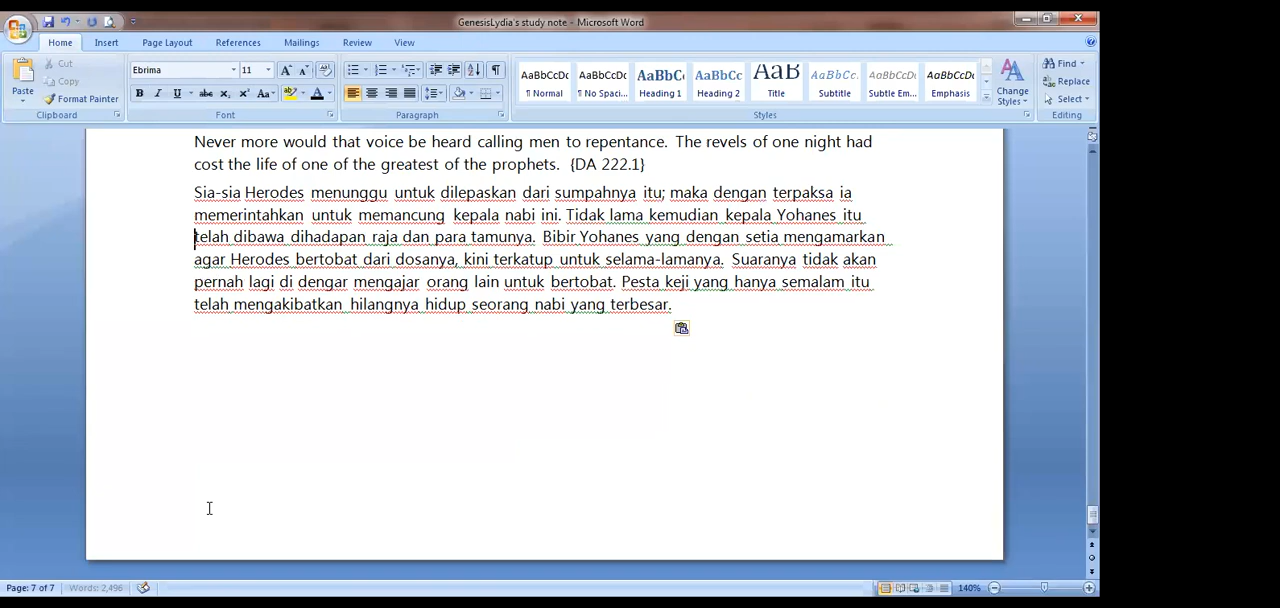 GenesisLydia's study note - Microsoft Word
Home Insert Page Layout References Mailings Review View
Paste
Cut
Copy
Format Painter
Clipboard
Ebrima 11
B I U abc x₂ x² Aa
Font
Paragraph
AaBbCcDc AaBbCcDc AaBbCc AaBbCc AaB AaBbCc. AaBbCcDc AaBbCcDc
¶ Normal ¶ No Spaci... Heading 1 Heading 2 Title Subtitle Subtle Em... Emphasis
Change Styles
Styles
Find
Replace
Select
Editing
Never more would that voice be heard calling men to repentance. The revels of one night had
cost the life of one of the greatest of the prophets. {DA 222.1}
Sia-sia Herodes menunggu untuk dilepaskan dari sumpahnya itu; maka dengan terpaksa ia
memerintahkan untuk memancung kepala nabi ini. Tidak lama kemudian kepala Yohanes itu
telah dibawa dihadapan raja dan para tamunya. Bibir Yohanes yang dengan setia mengamarkan
agar Herodes bertobat dari dosanya, kini terkatup untuk selama-lamanya. Suaranya tidak akan
pernah lagi di dengar mengajar orang lain untuk bertobat. Pesta keji yang hanya semalam itu
telah mengakibatkan hilangnya hidup seorang nabi yang terbesar.
Page: 7 of 7 Words: 2,496 140%